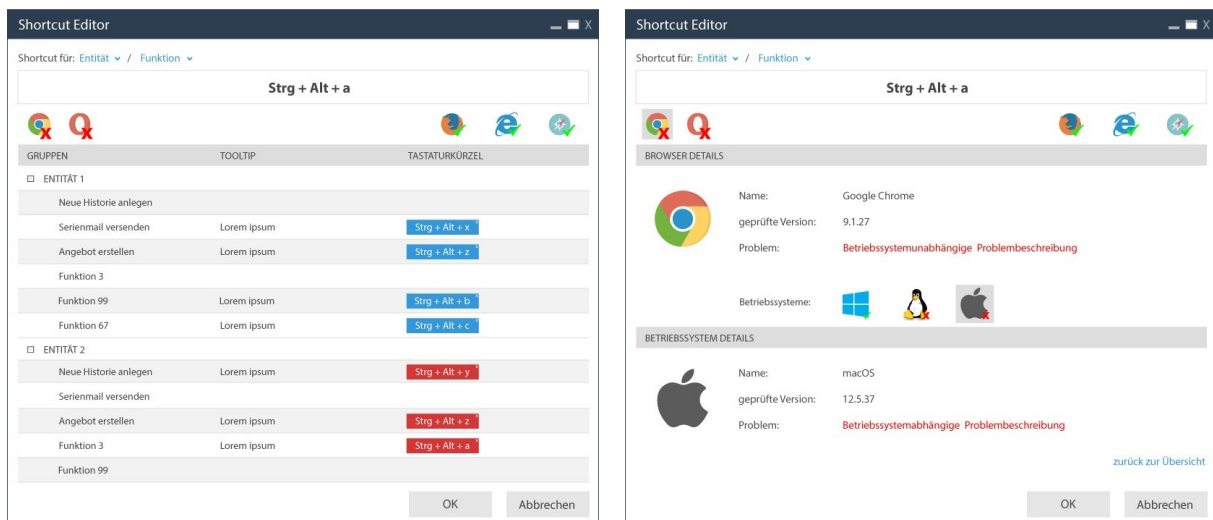 Shortcut Editor
X
Shortcut für: Entität / Funktion
Strg + Alt + a
GRUPPEN TOOLTIP TASTATURKÜRZEL
ENTITÄT 1
Neue Historie anlegen
Serienmail versenden Lorem ipsum Strg + Alt + x
Angebot erstellen Lorem ipsum Strg + Alt + z
Funktion 3
Funktion 99 Lorem ipsum Strg + Alt + b
Funktion 67 Lorem ipsum Strg + Alt + c
ENTITÄT 2
Neue Historie anlegen Lorem ipsum Strg + Alt + y
Serienmail versenden
Angebot erstellen Lorem ipsum Strg + Alt + z
Funktion 3 Lorem ipsum Strg + Alt + a
Funktion 99
OK Abbrechen
Shortcut Editor
X
Shortcut für: Entität / Funktion
Strg + Alt + a
BROWSER DETAILS
Name: Google Chrome
geprüfte Version: 9.1.27
Problem: Betriebssystemunabhängige Problembeschreibung
Betriebssysteme:
BETRIEBSSYSTEM DETAILS
Name: macOS
geprüfte Version: 12.5.37
Problem: Betriebssystemabhängige Problembeschreibung
zurück zur Übersicht
OK Abbrechen